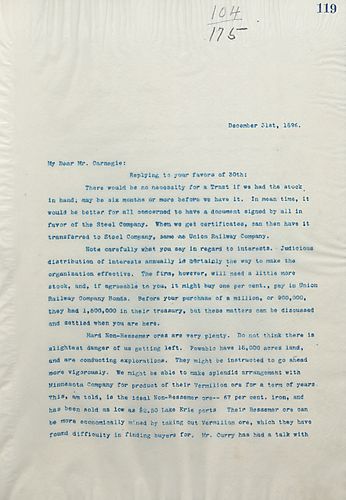 104
119
175
December 31st, 1896.
My Dear Mr. Carnegie:
Replying to your favors of 30th:
There would be no necessity for a Trust if we had the stock
in hand; may be six months or more before we have it. In mean time, it
would be better for all concerned to have a document signed by all in
favor of the Steel Company. When we get certificates, can then have it
transferred to Steel Company, same as Union Railway Company.
Note carefully what you say in regard to interests. Judicious
distribution of interests annually is certainly the way to make the
organization effective. The firm, however, will need a little more
stock, and, if agreeable to you, it might buy one per cent., pay in Union
Railway Company Bonds. Before your purchase of a million, or
they had 1,500,000 in their treasury, but these matters can be discussed
and settled when you are here.
Hard Non-Bessemer ores are very plenty. Do not think there is
slightest danger of us getting left. Pewabic have 16,000 acres land,
and are conducting explorations. They might be instructed to go ahead
more vigorously. We might be able to make splendid arrangement with
Minnesota Company for product of their Vermilion ore for a term of years
This, am told, is the ideal Non-Bessemer ore-- 67 per cent. iron, and
has been sold as low as $2.50 Lake Erie ports Their Bessemer ore can
be more economically mined by taking out Vermilion ore, which they have
found difficulty in finding buyers for. Mr. Curry has had a talk with